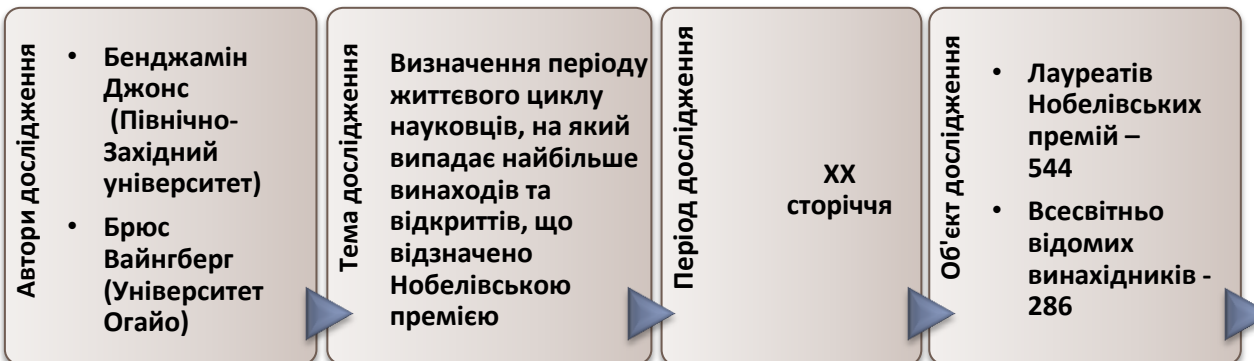 Автори дослідження
• Бенджамін
Джонс
(Північно-
Західний
університет)
• Брюс
Вайнгберг
(Університет
Огайо)
Тема дослідження
Визначення періоду
життєвого циклу
науковців, на який
випадає найбільше
винаходів та
відкриттів, що
відзначено
Нобелівською
премією
Період дослідження
ХХ
сторіччя
Об'єкт дослідження
• Лауреатів
Нобелівських
премій –
544
• Всесвітньо
відомих
винахідників -
286